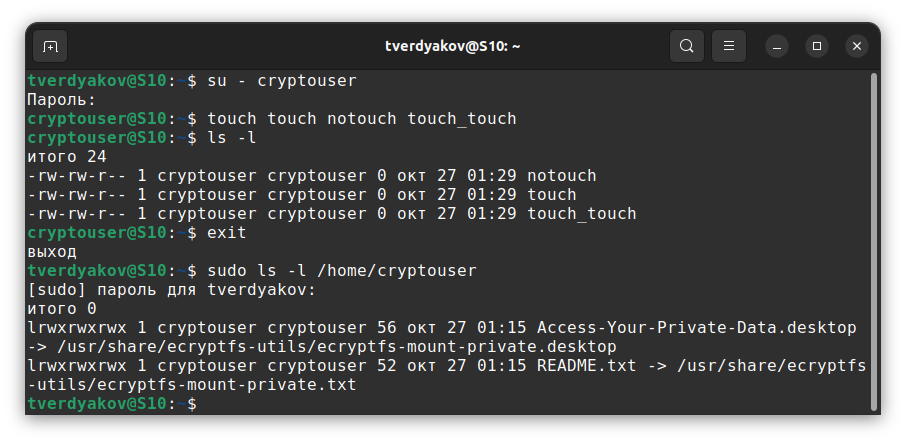 tverdyakov@S10: ~
tverdyakov@S10:~$ su - cryptouser
Пароль:
cryptouser@S10:~$ touch touch notouch touch_touch
cryptouser@S10:~$ ls -l
итого 24
-rw-rw-r-- 1 cryptouser cryptouser 0 окт 27 01:29 notouch
-rw-rw-r-- 1 cryptouser cryptouser 0 окт 27 01:29 touch
-rw-rw-r-- 1 cryptouser cryptouser 0 окт 27 01:29 touch_touch
cryptouser@S10:~$ exit
выход
tverdyakov@S10:~$ sudo ls -l /home/cryptouser
[sudo] пароль для tverdyakov:
итого 0
lrwxrwxrwx 1 cryptouser cryptouser 56 окт 27 01:15 Access-Your-Private-Data.desktop
-> /usr/share/ecryptfs-utils/ecryptfs-mount-private.desktop
lrwxrwxrwx 1 cryptouser cryptouser 52 окт 27 01:15 README.txt -> /usr/share/ecryptfs
-utils/ecryptfs-mount-private.txt
tverdyakov@S10:~$